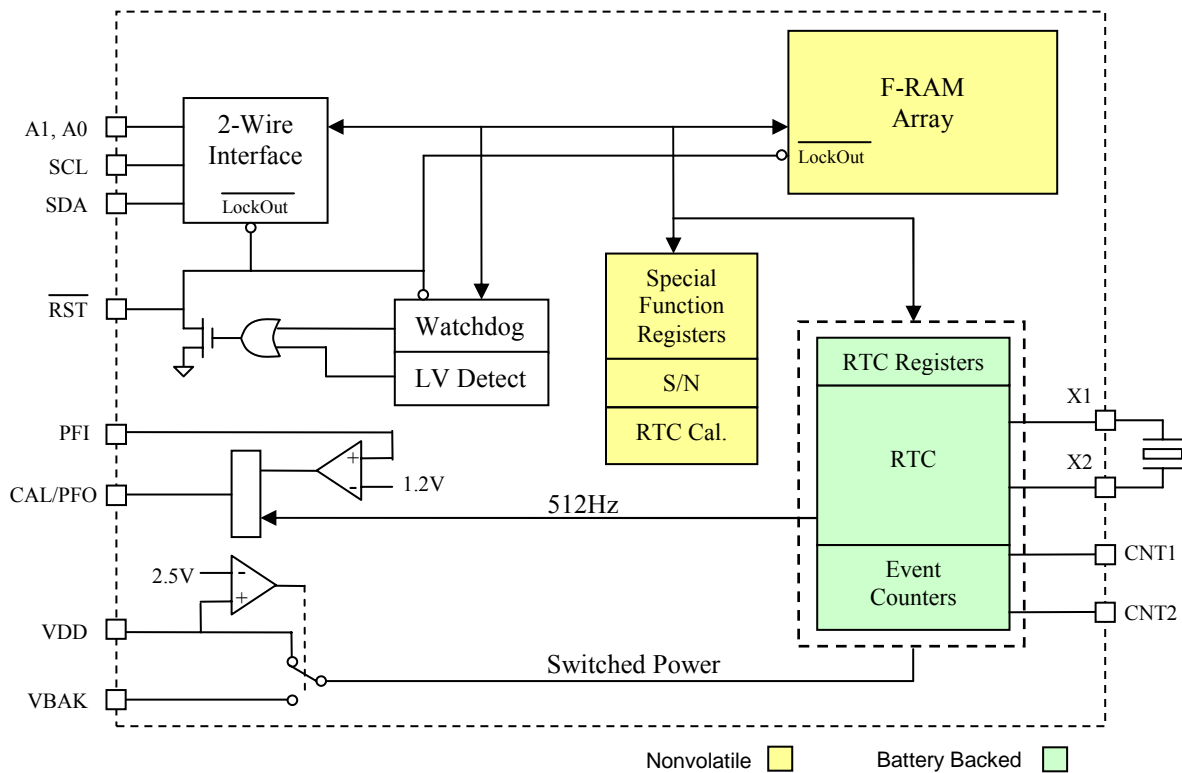 F-RAM
Array
LockOut
A1, A0
SCL
SDA
2-Wire
Interface
LockOut
RST
Watchdog
LV Detect
Special
Function
Registers
S/N
RTC Cal.
RTC Registers
RTC
Event
Counters
X1
X2
CNT1
CNT2
PFI
+
-
1.2V
CAL/PFO
512Hz
2.5V
-
+
VDD
VBAK
Switched Power
Nonvolatile
Battery Backed